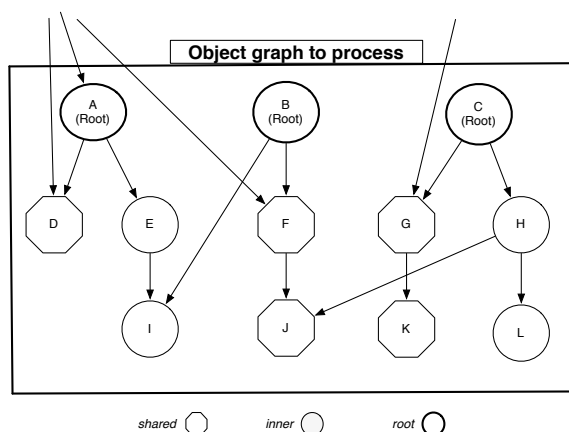 Object graph to process
A
(Root)
B
(Root)
C
(Root)
D
E
F
G
H
I
J
K
L
shared
inner
root